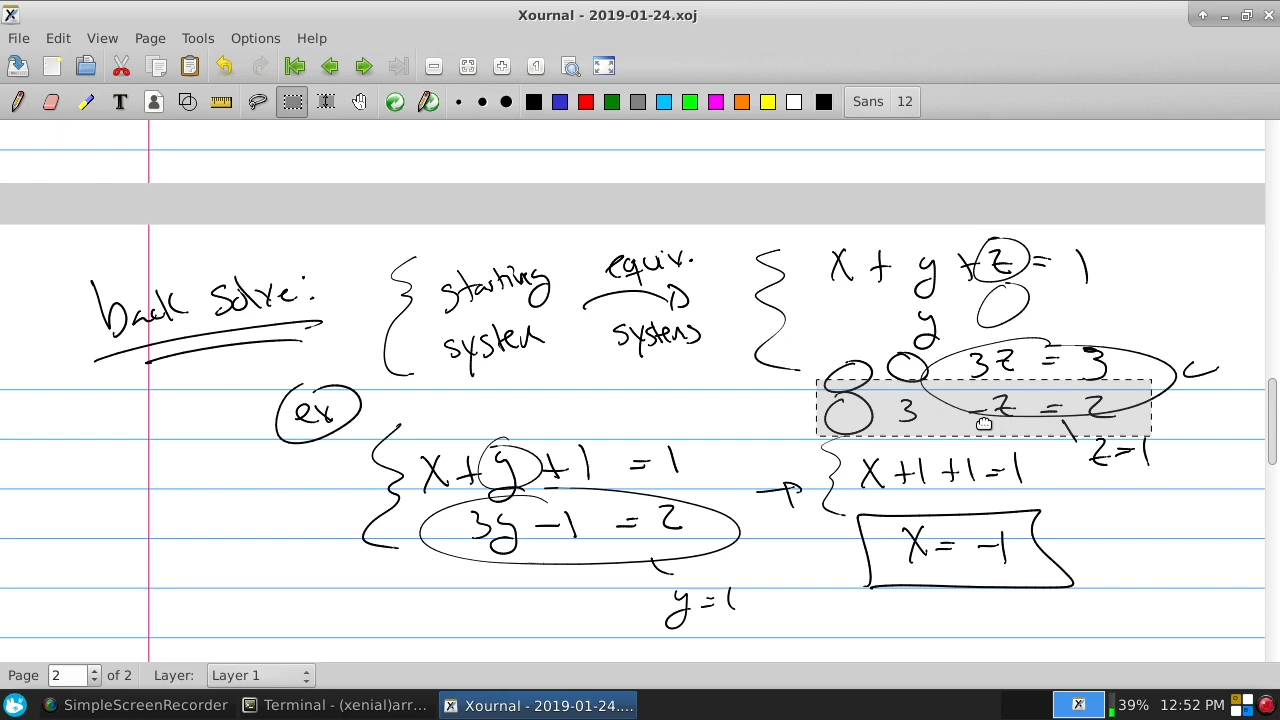 Xournal - 2019-01-24.xoj
File Edit View Page Tools Options Help
Sans 12
back solve:
starting system
equiv. systems
x + y + z = 1
y
3z = 3
3 -z = 2
z = 1
ex
x + y + 1 = 1
3y - 1 = 2
y = 1
x + 1 + 1 = 1
x = -1
Page 2 of 2 Layer: Layer 1
SimpleScreenRecorder Terminal - (xenial)arr... Xournal - 2019-01-24.... 39% 12:52 PM